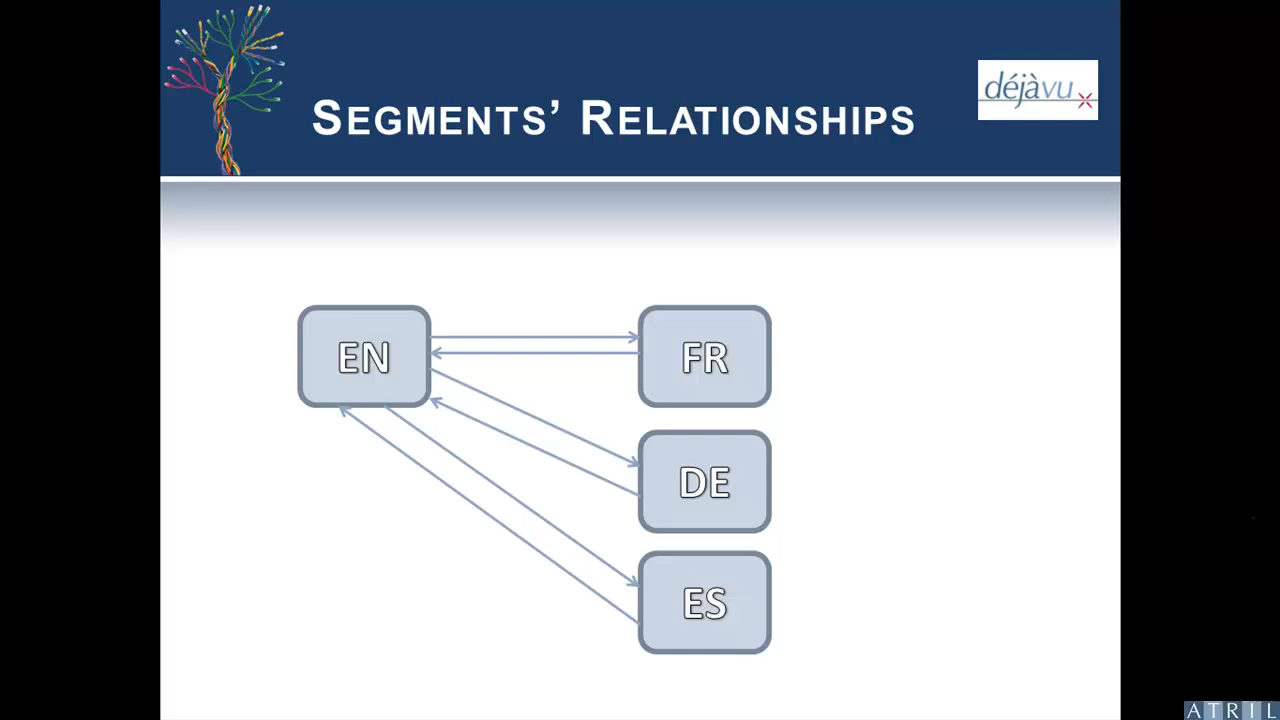 SEGMENTS’ RELATIONSHIPS
déjàvu
EN
FR
DE
ES
ATRIL